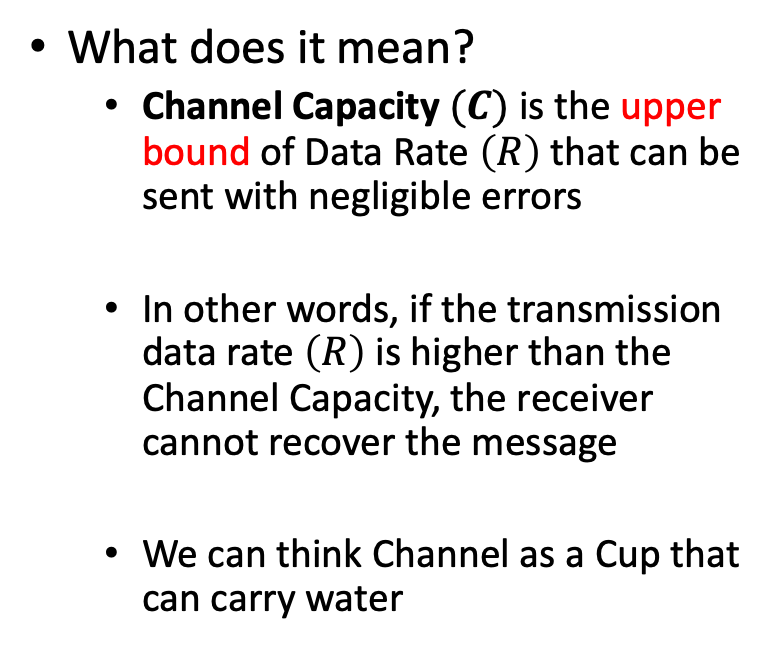 • What does it mean?
• Channel Capacity (C) is the upper
bound of Data Rate (R) that can be
sent with negligible errors
• In other words, if the transmission
data rate (R) is higher than the
Channel Capacity, the receiver
cannot recover the message
• We can think Channel as a Cup that
can carry water